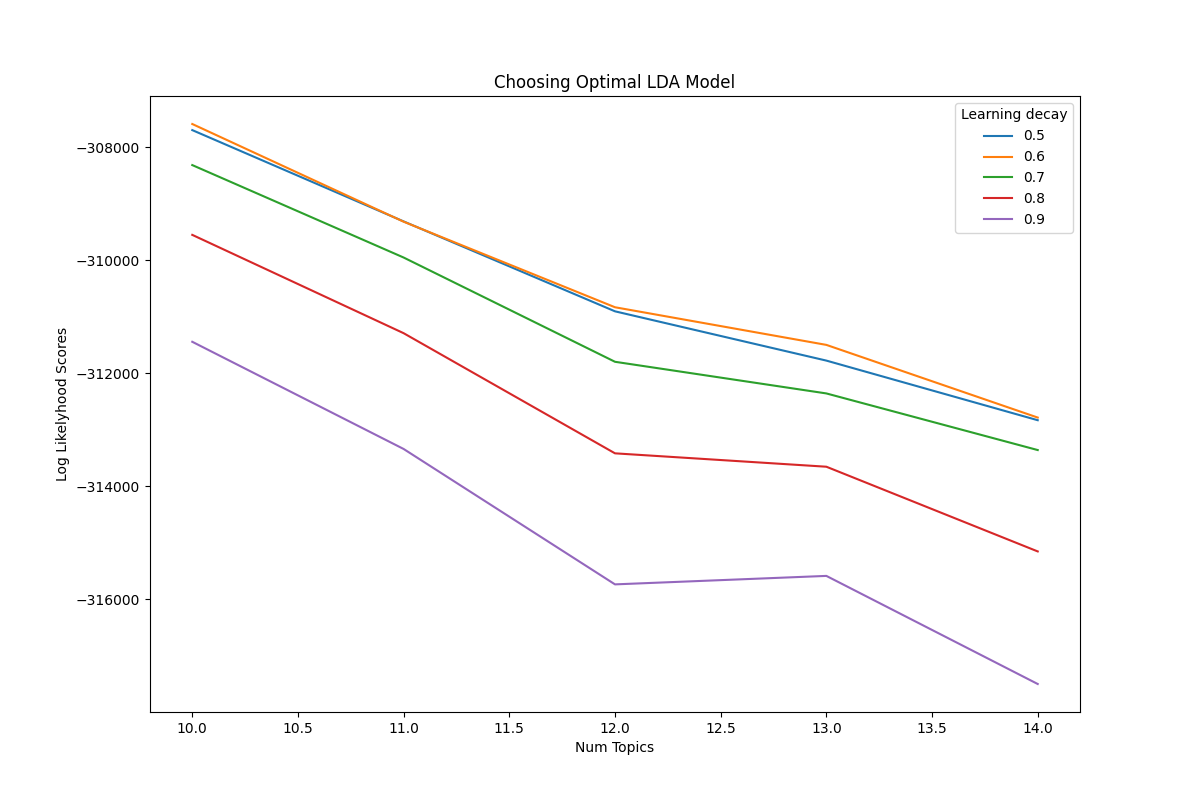 Choosing Optimal LDA Model
Learning decay
0.5
0.6
0.7
0.8
0.9
−308000
−310000
−312000
−314000
−316000
Log Likelyhood Scores
10.0 10.5 11.0 11.5 12.0 12.5 13.0 13.5 14.0
Num Topics